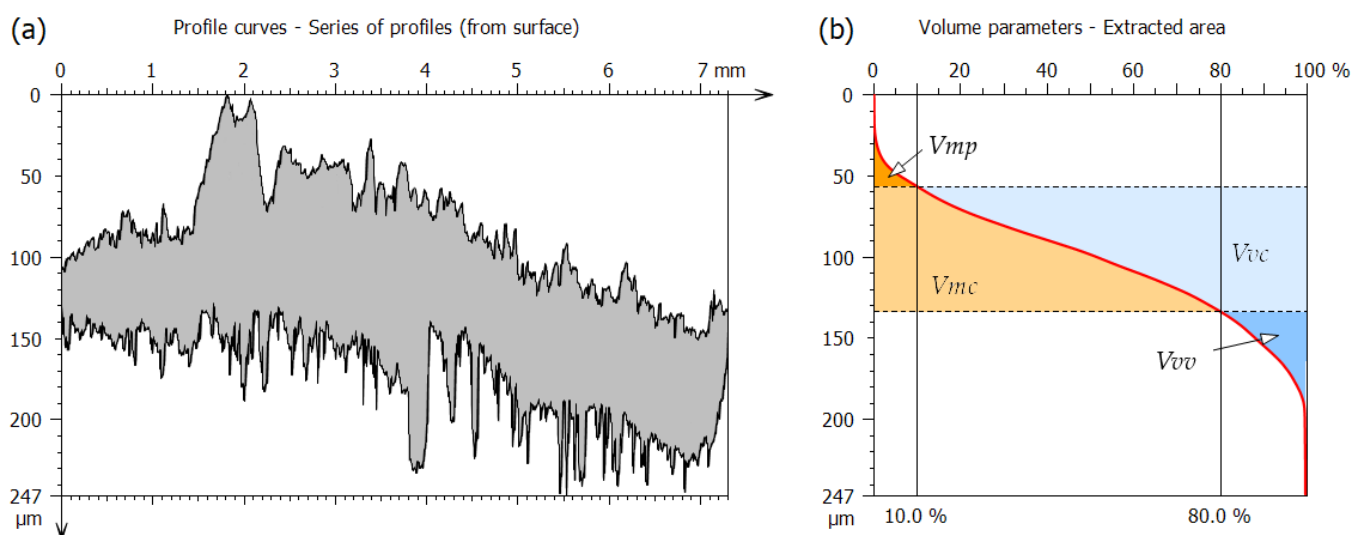 (a)
Profile curves - Series of profiles (from surface)
0 1 2 3 4 5 6 7 mm
0
50
100
150
200
247
µm
(b)
Volume parameters - Extracted area
0 20 40 60 80 100 %
0
50
100
150
200
247
µm
Vmp
Vvc
Vmc
Vvv
10.0 % 80.0 %